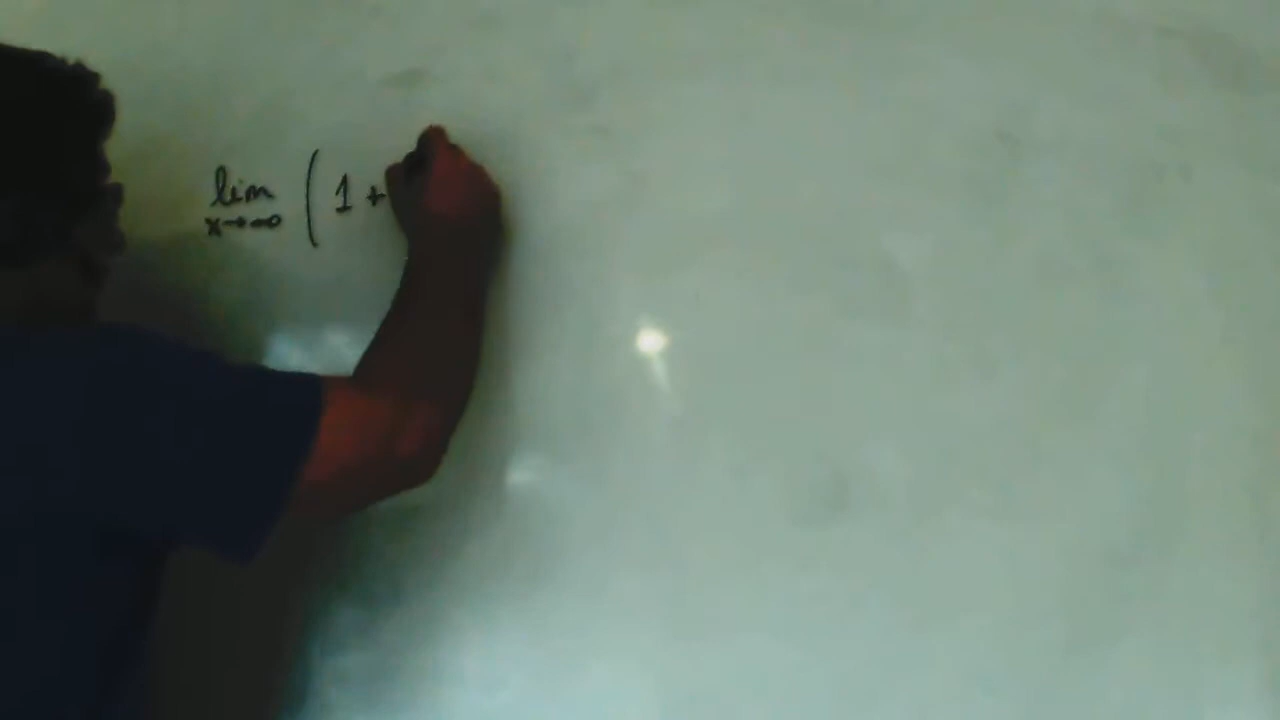 lim ( 1 +
x→∞